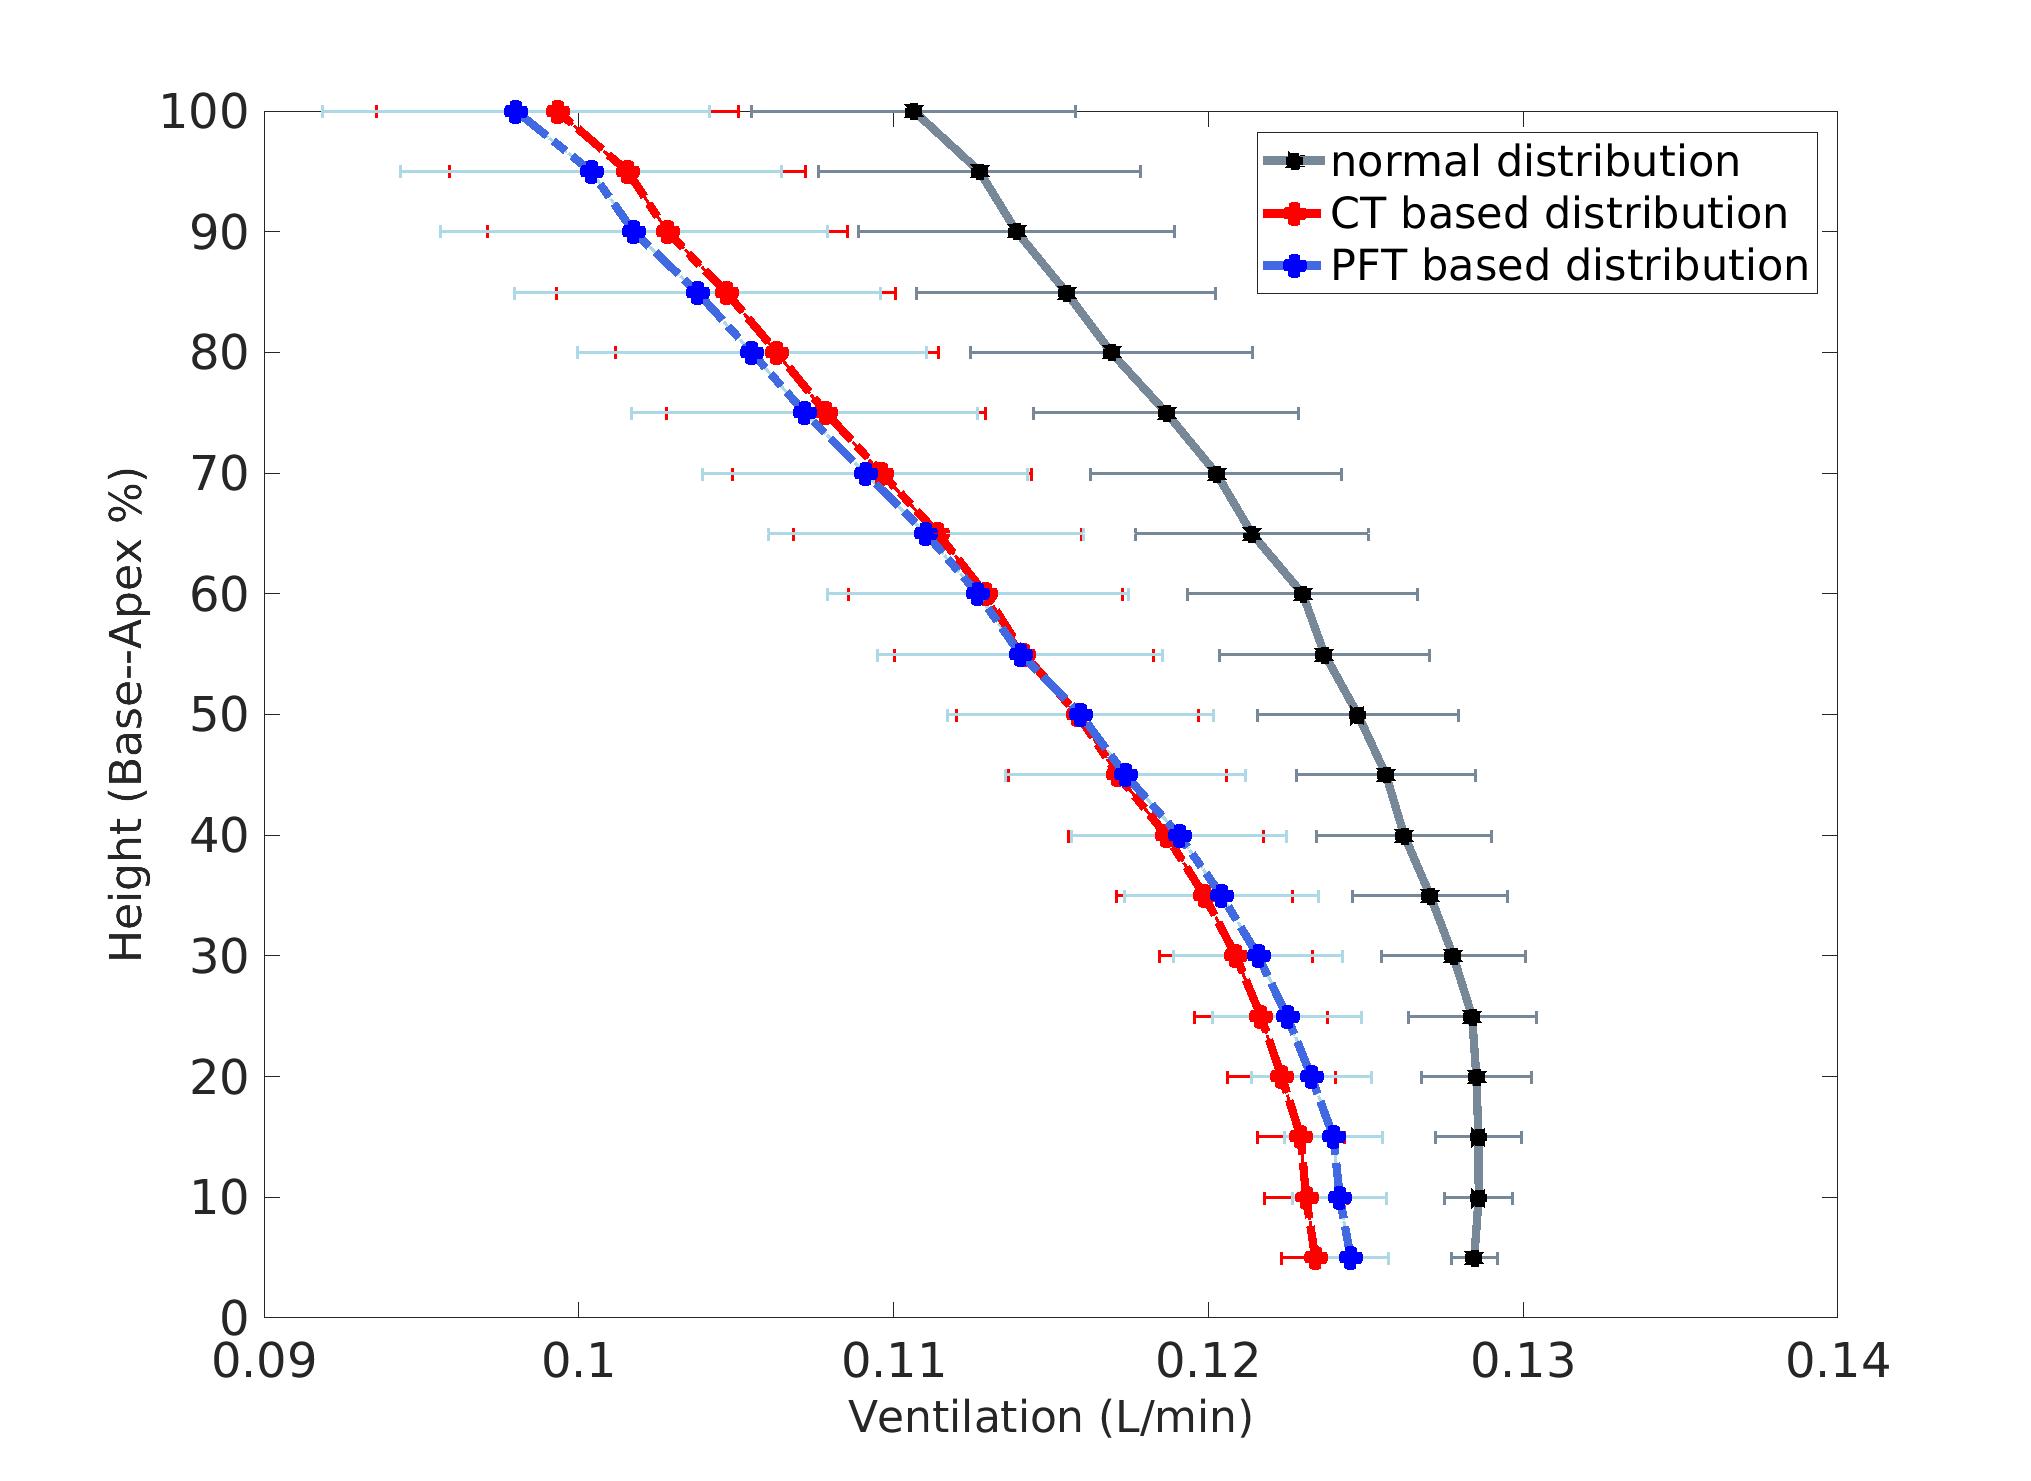 normal distribution
CT based distribution
PFT based distribution
Height (Base--Apex %)
100
90
80
70
60
50
40
30
20
10
0
0.09 0.1 0.11 0.12 0.13 0.14
Ventilation (L/min)